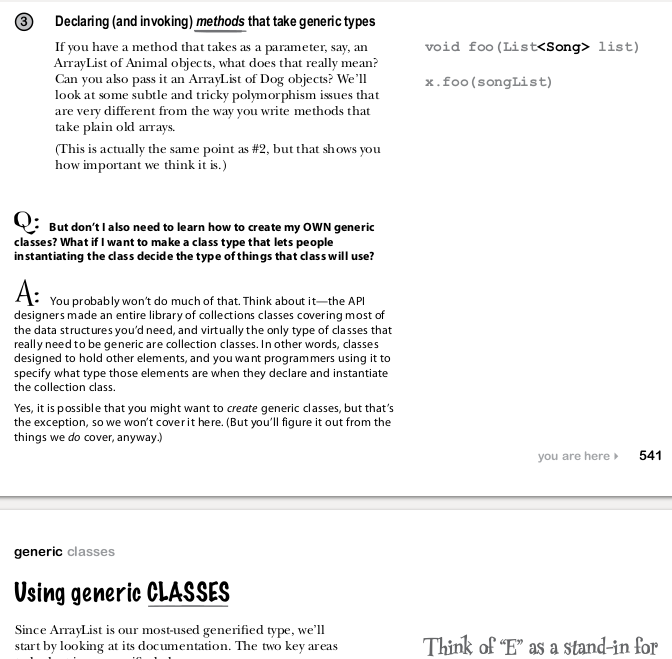 3 Declaring (and invoking) methods that take generic types
If you have a method that takes as a parameter, say, an
ArrayList of Animal objects, what does that really mean?
Can you also pass it an ArrayList of Dog objects? We'll
look at some subtle and tricky polymorphism issues that
are very different from the way you write methods that
take plain old arrays.
(This is actually the same point as #2, but that shows you
how important we think it is.)
void foo(List<Song> list)
x.foo(songList)
Q: But don't I also need to learn how to create my OWN generic
classes? What if I want to make a class type that lets people
instantiating the class decide the type of things that class will use?
A: You probably won't do much of that. Think about it—the API
designers made an entire library of collections classes covering most of
the data structures you'd need, and virtually the only type of classes that
really need to be generic are collection classes. In other words, classes
designed to hold other elements, and you want programmers using it to
specify what type those elements are when they declare and instantiate
the collection class.
Yes, it is possible that you might want to create generic classes, but that's
the exception, so we won't cover it here. (But you'll figure it out from the
things we do cover, anyway.)
you are here 541
generic classes
Using generic CLASSES
Since ArrayList is our most-used generified type, we'll
start by looking at its documentation. The two key areas
Think of "E" as a stand-in for